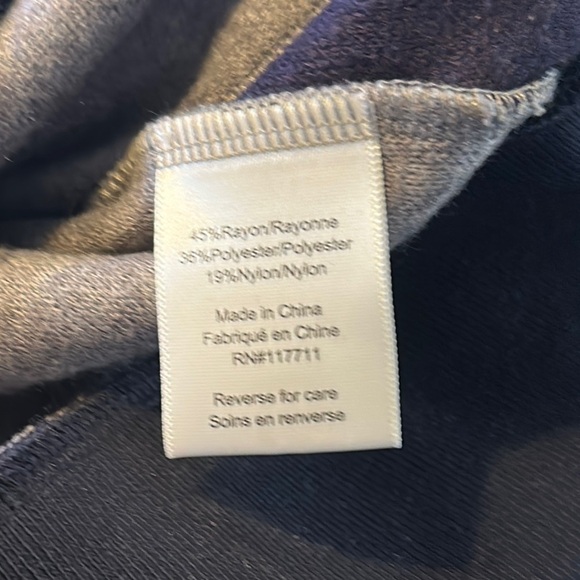 45%Rayon/Rayonne
36%Polyester/Polyester
19%Nylon/Nylon
Made in China
Fabriqué en Chine
RN#117711
Reverse for care
Soins en renverse